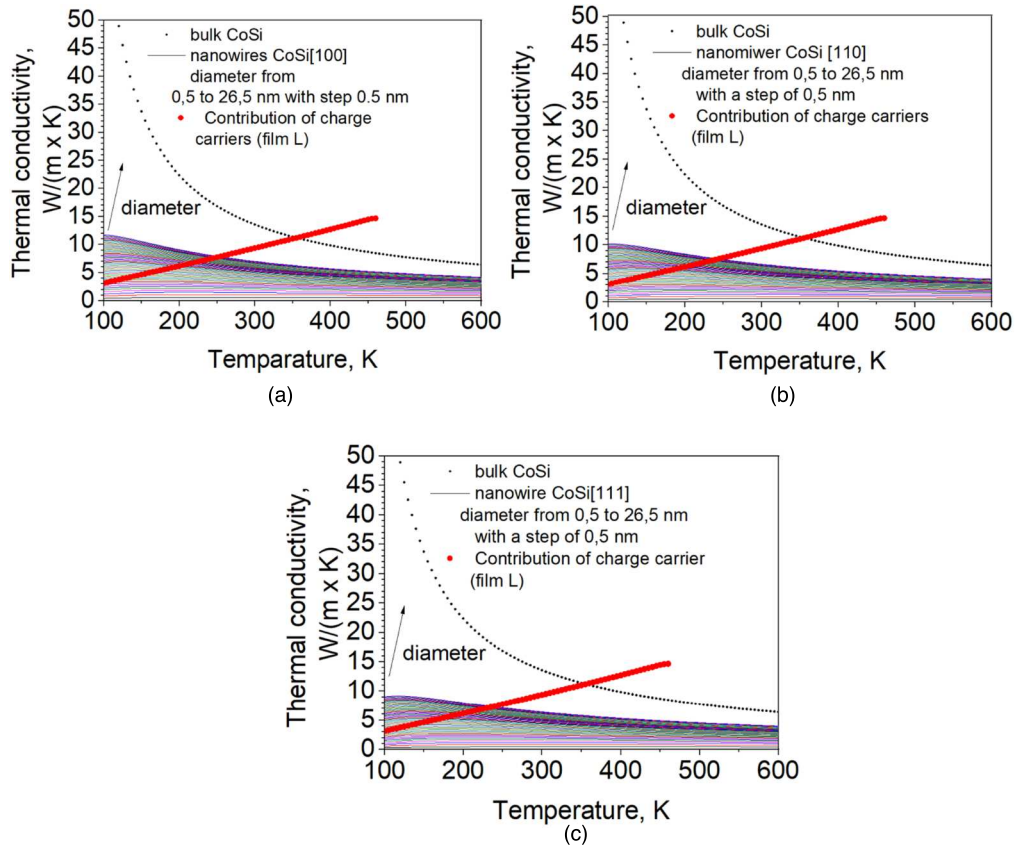 50
45
40
35
30
25
20
15
10
5
0
Thermal conductivity,
W/(m x K)
bulk CoSi
nanowires CoSi[100]
diameter from
0,5 to 26,5 nm with step 0.5 nm
Contribution of charge
carriers (film L)
diameter
100 200 300 400 500 600
Temparature, K
(a)
50
45
40
35
30
25
20
15
10
5
0
Thermal conductivity,
W/(m x K)
bulk CoSi
nanomiwer CoSi [110]
diameter from 0,5 to 26,5 nm
with a step of 0,5 nm
Contribution of charge carriers
(film L)
diameter
100 200 300 400 500 600
Temperature, K
(b)
50
45
40
35
30
25
20
15
10
5
0
Thermal conductivity,
W/(m x K)
bulk CoSi
nanowire CoSi[111]
diameter from 0,5 to 26,5 nm
with a step of 0,5 nm
Contribution of charge carrier
(film L)
diameter
100 200 300 400 500 600
Temperature, K
(c)